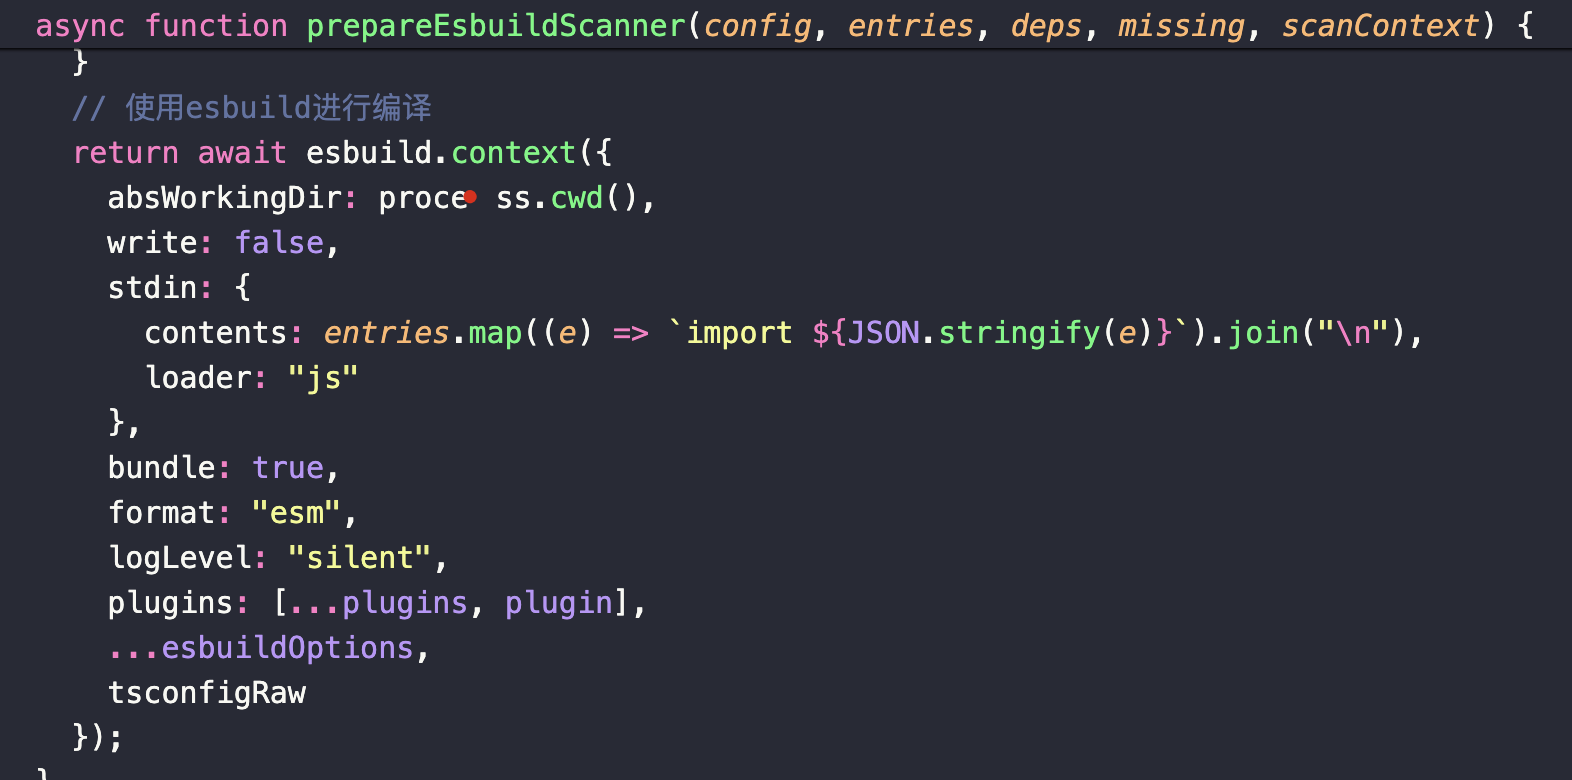 async function prepareEsbuildScanner(config, entries, deps, missing, scanContext) {
}
// 使用esbuild进行编译
return await esbuild.context({
absWorkingDir: proce ss.cwd(),
write: false,
stdin: {
contents: entries.map((e) => `import ${JSON.stringify(e)}`).join("\n"),
loader: "js"
},
bundle: true,
format: "esm",
logLevel: "silent",
plugins: [...plugins, plugin],
...esbuildOptions,
tsconfigRaw
});
}